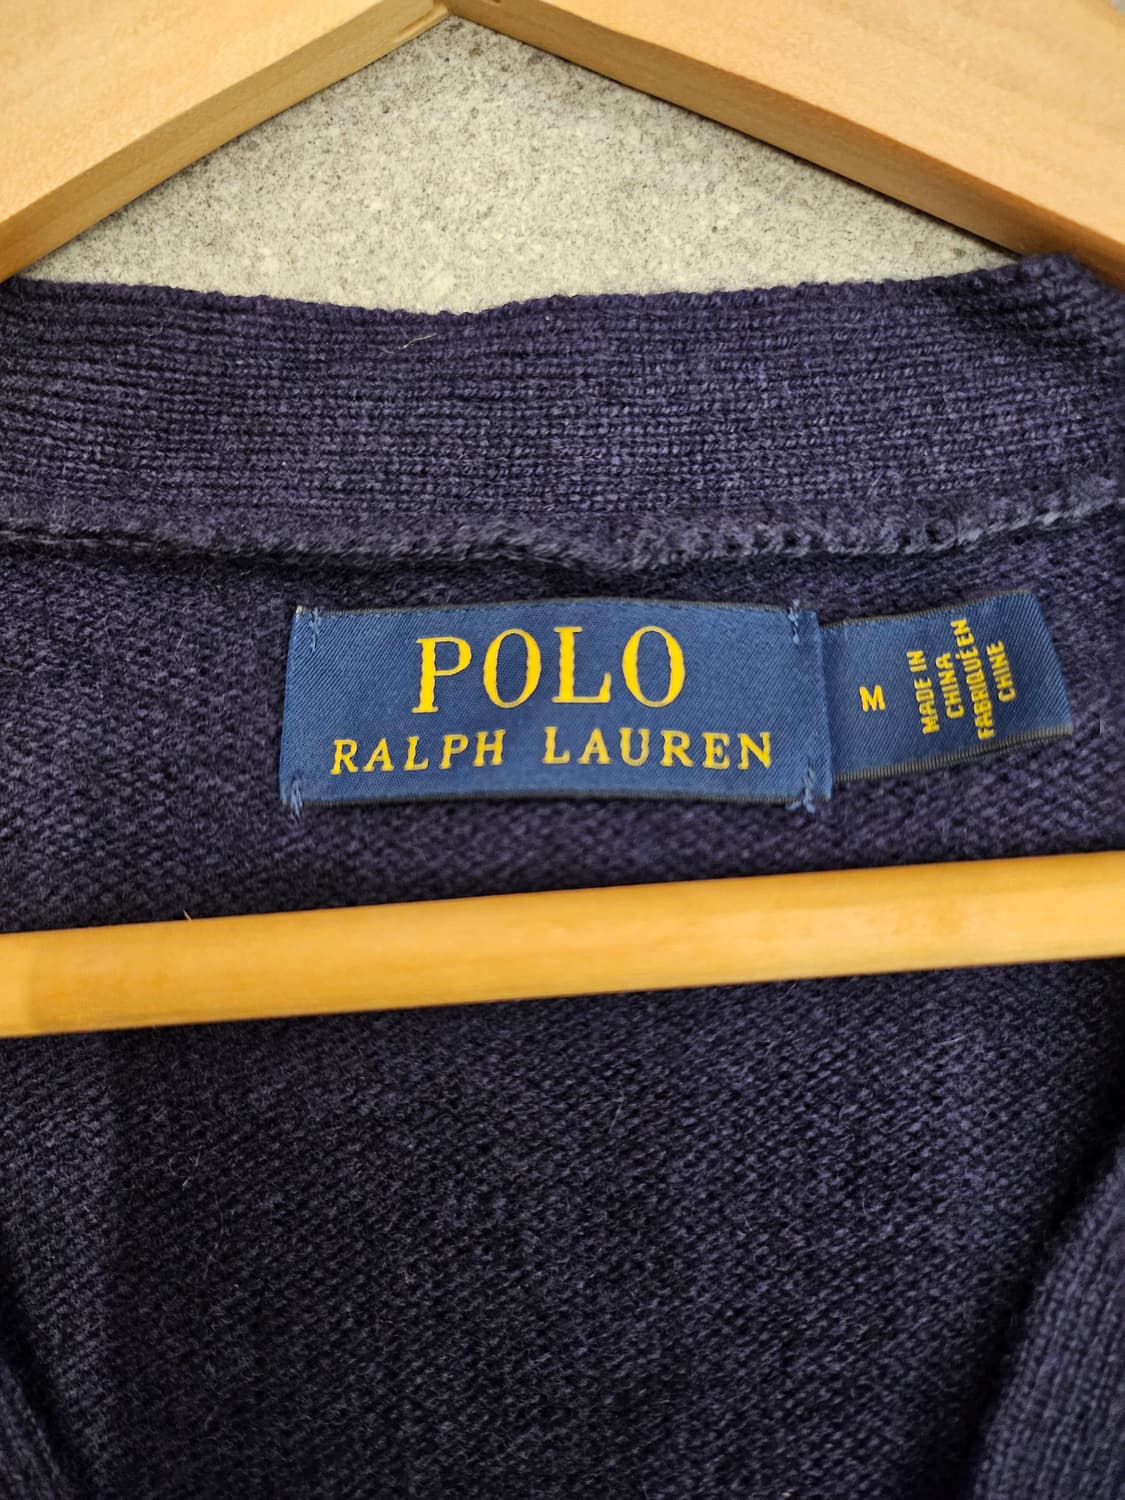 POLO
RALPH LAUREN
M
MADE IN
CHINA
FABRIQUÉ EN
CHINE